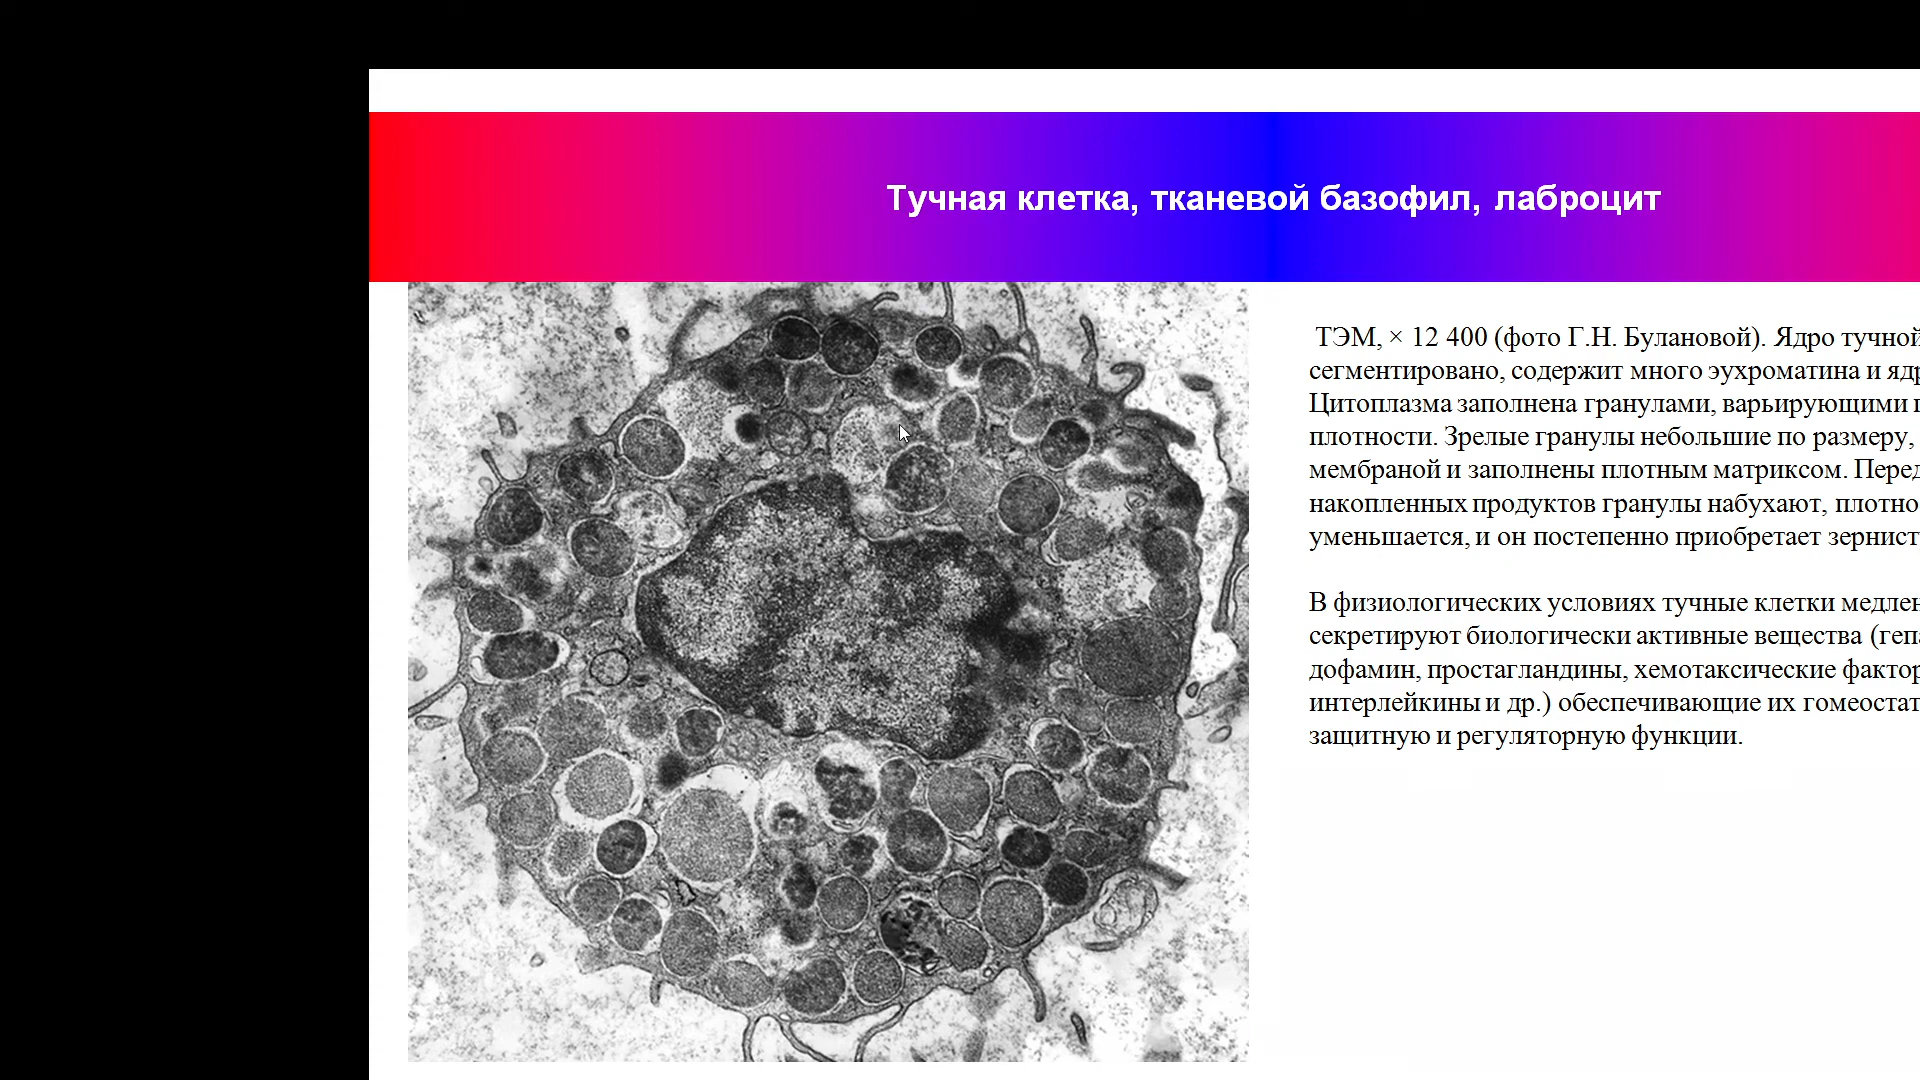 Тучная клетка, тканевой базофил, лаброцит
ТЭМ, × 12 400 (фото Г.Н. Булановой). Ядро тучной
сегментировано, содержит много эухроматина и
Цитоплазма заполнена гранулами, варьирующими
плотности. Зрелые гранулы небольшие по размеру,
мембраной и заполнены плотным матриксом.
накопленных продуктов гранулы набухают,
уменьшается, и он постепенно приобретает
В физиологических условиях тучные клетки
секретируют биологически активные вещества
дофамин, простагландины, хемотаксические
интерлейкины и др.) обеспечивающие их
защитную и регуляторную функции.